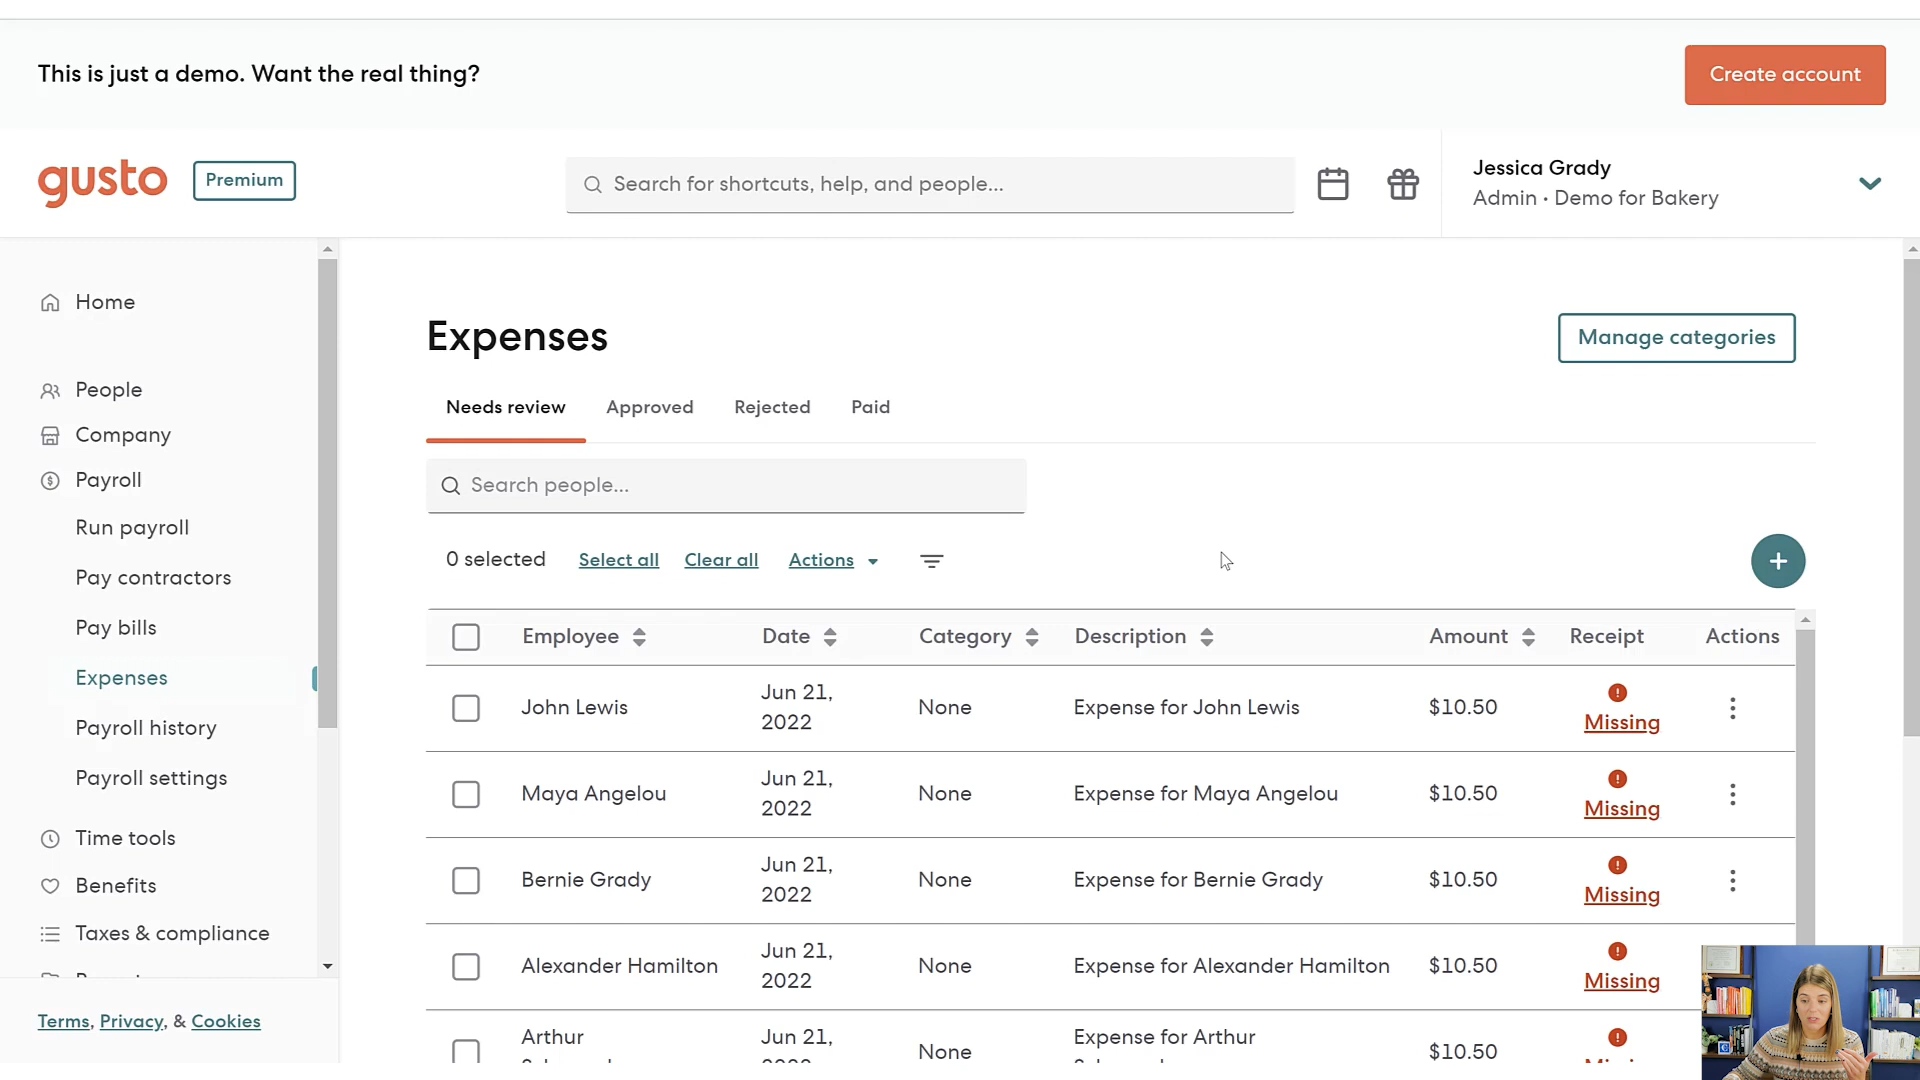 This is just a demo. Want the real thing?
Create account
gusto
Premium
Search for shortcuts, help, and people...
Jessica Grady
Admin • Demo for Bakery
Home
People
Company
Payroll
Run payroll
Pay contractors
Pay bills
Expenses
Payroll history
Payroll settings
Time tools
Benefits
Taxes & compliance
Terms, Privacy, & Cookies
Expenses
Manage categories
Needs review Approved Rejected Paid
Search people...
0 selected Select all Clear all Actions
Employee Date Category Description Amount Receipt Actions
John Lewis Jun 21, 2022 None Expense for John Lewis $10.50 Missing
Maya Angelou Jun 21, 2022 None Expense for Maya Angelou $10.50 Missing
Bernie Grady Jun 21, 2022 None Expense for Bernie Grady $10.50 Missing
Alexander Hamilton Jun 21, 2022 None Expense for Alexander Hamilton $10.50 Missing
Arthur Jun 21, None Expense for Arthur $10.50